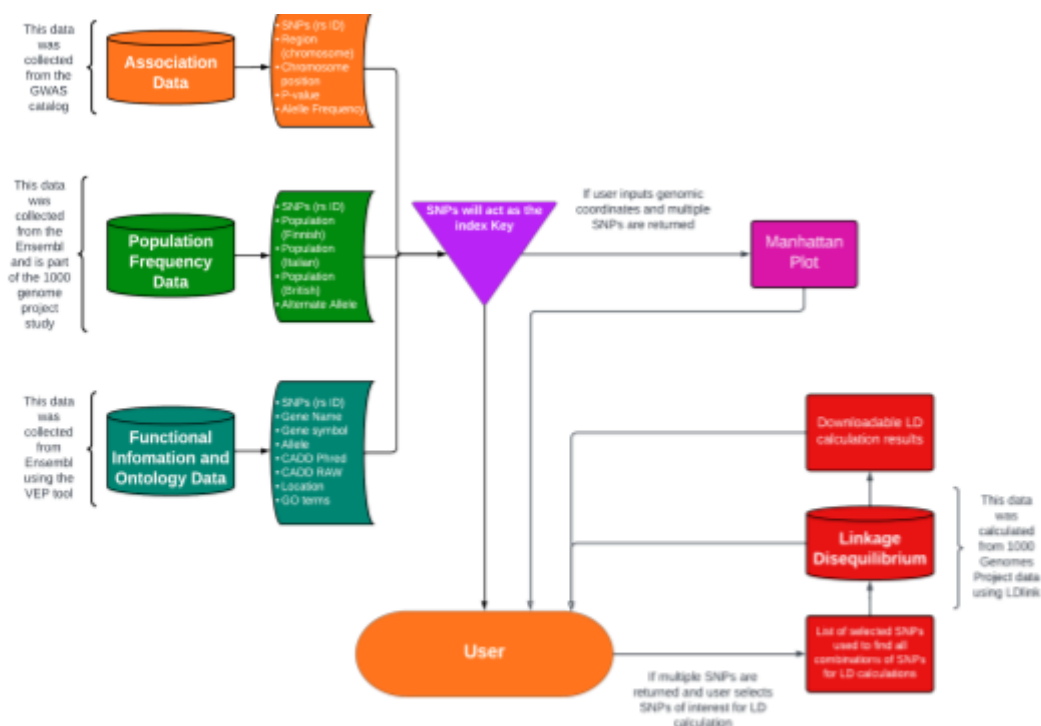 This data
was
collected
from the
GWAS
catalog
Association
Data
• SNPs (rs ID)
• Region
(chromosome)
• Chromosome
position
• P-value
• Alelle Frequency
This data
was
collected
from the
Ensembl
and is part
of the 1000
genome
project
study
Population
Frequency
Data
• SNPs (rs ID)
• Population
(Finnish)
• Population
(Italian)
• Population
(British)
• Alternate Allele
SNPs will act as the
index Key
If user inputs genomic
coordinates and multiple
SNPs are returned
Manhattan
Plot
This data
was
collected
from
Ensembl
using the
VEP tool
Functional
Infomation and
Ontology Data
• SNPs (rs ID)
• Gene Name
• Gene symbol
• Allele
• CADD Phred
• CADD RAW
• Location
• GO terms
Downloadable LD
calculation results
Linkage
Disequilibrium
This data
was
calculated
from 1000
Genomes
Project data
using LDlink
List of selected SNPs
used to find all
combinations of SNPs
for LD calculations
User
If multiple SNPs are
returned and user selects
SNPs of interest for LD
calculation